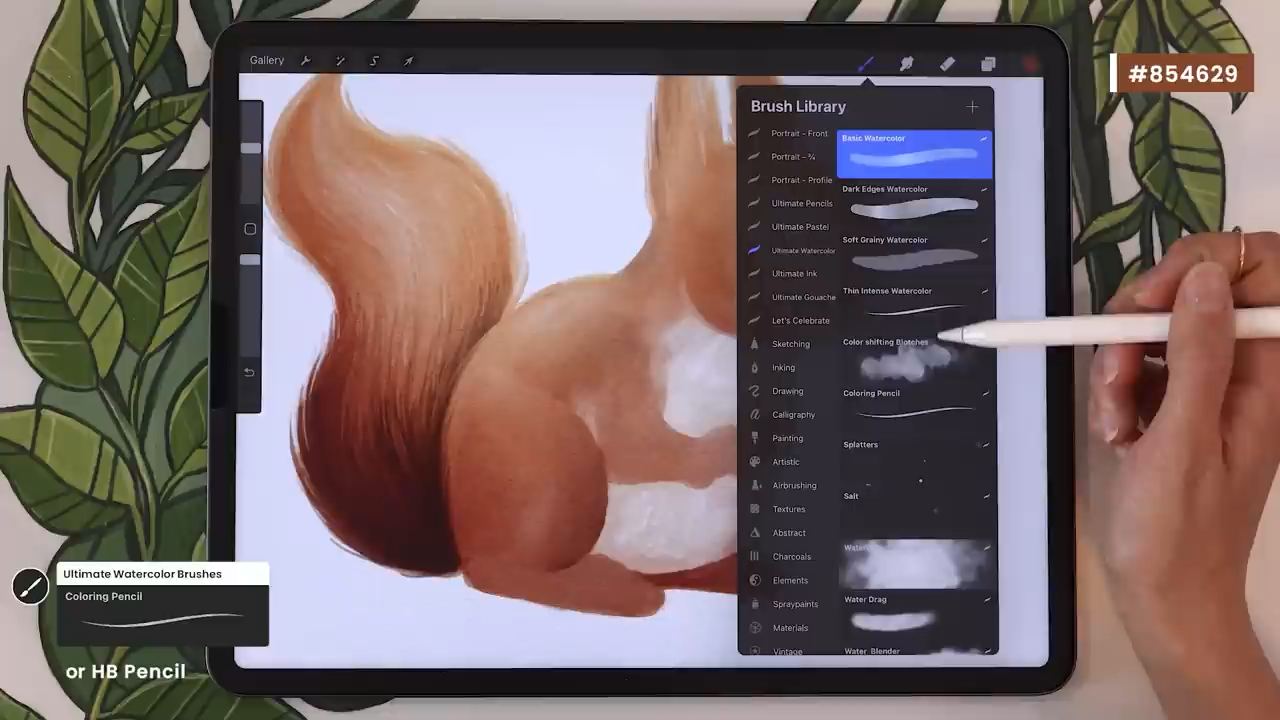 #854629
Gallery
Brush Library
Portrait - Front
Portrait - ¾
Portrait - Profile
Ultimate Pencils
Ultimate Pastel
Ultimate Watercolor
Ultimate Ink
Ultimate Gouache
Let's Celebrate
Sketching
Inking
Drawing
Calligraphy
Painting
Artistic
Airbrushing
Textures
Abstract
Charcoals
Elements
Spraypaints
Materials
Vintage
Basic Watercolor
Dark Edges Watercolor
Soft Grainy Watercolor
Thin Intense Watercolor
Color shifting Blotches
Coloring Pencil
Splatters
Salt
Water Drag
Water Blender
Ultimate Watercolor Brushes
Coloring Pencil
or HB Pencil